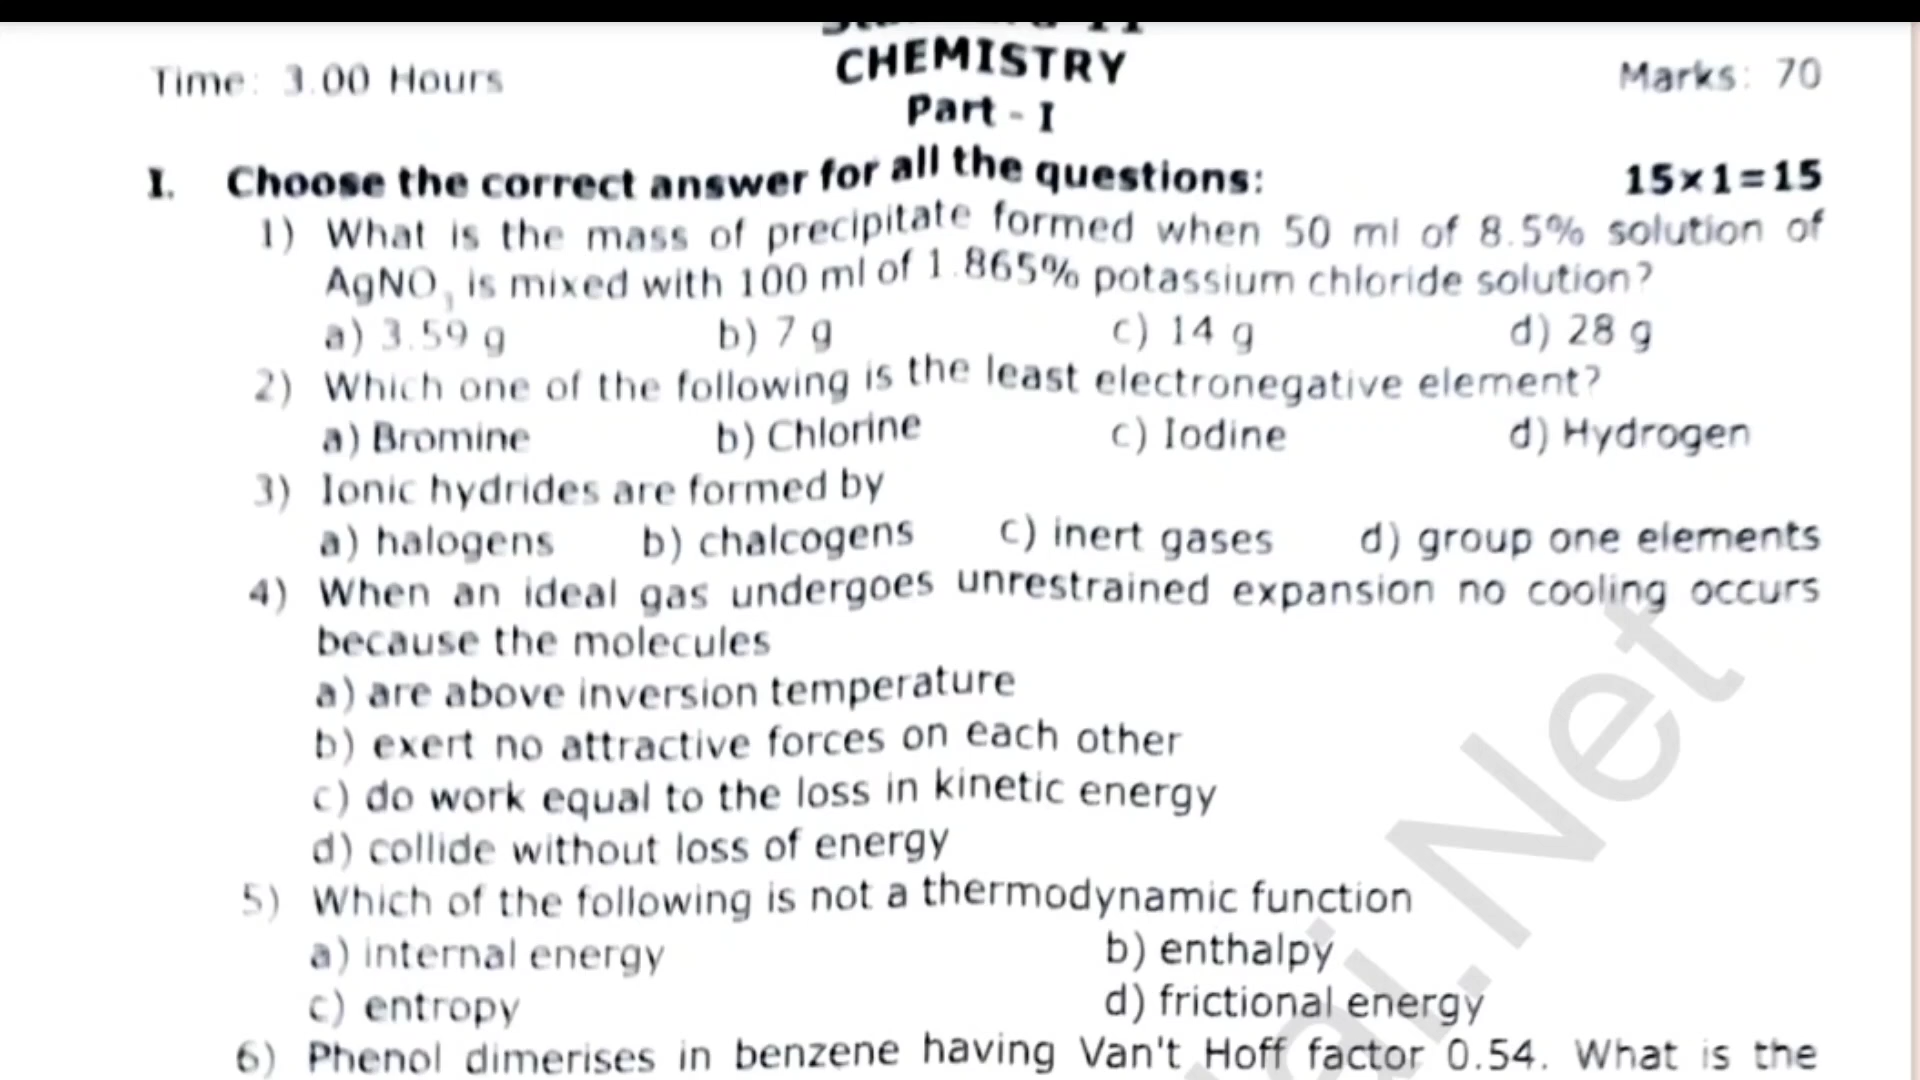 CHEMISTRY
Time: 3.00 Hours Marks: 70
Part - I
I. Choose the correct answer for all the questions: 15×1=15
1) What is the mass of precipitate formed when 50 ml of 8.5% solution of
AgNO₃ is mixed with 100 ml of 1.865% potassium chloride solution?
a) 3.59 g b) 7 g c) 14 g d) 28 g
2) Which one of the following is the least electronegative element?
a) Bromine b) Chlorine c) Iodine d) Hydrogen
3) Ionic hydrides are formed by
a) halogens b) chalcogens c) inert gases d) group one elements
4) When an ideal gas undergoes unrestrained expansion no cooling occurs
because the molecules
a) are above inversion temperature
b) exert no attractive forces on each other
c) do work equal to the loss in kinetic energy
d) collide without loss of energy
5) Which of the following is not a thermodynamic function
a) internal energy b) enthalpy
c) entropy d) frictional energy
6) Phenol dimerises in benzene having Van't Hoff factor 0.54. What is the
ai.Net